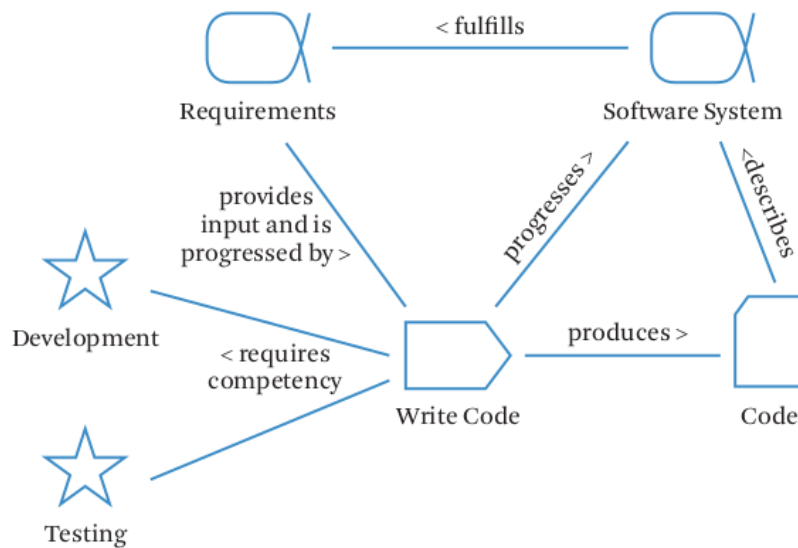 < fulfills
Requirements
Software System
provides
input and is
progressed by >
progresses >
<describes
Development
< requires
competency
produces >
Write Code
Code
Testing